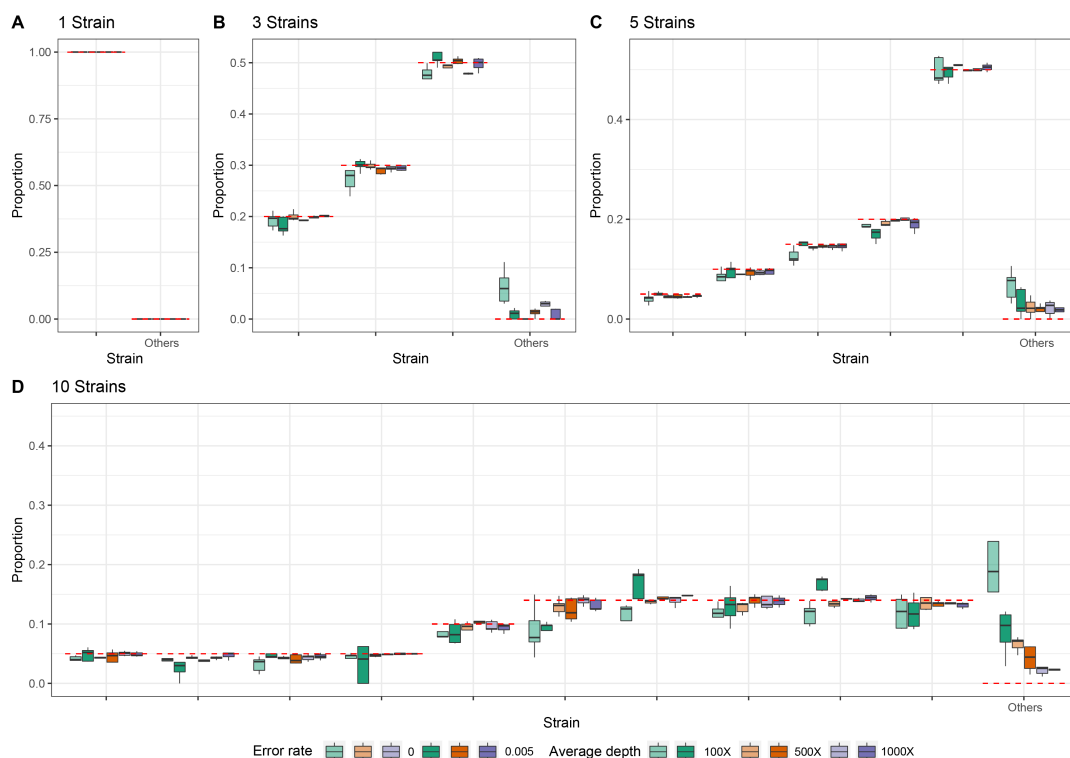 A 1 Strain
B 3 Strains
C 5 Strains
Proportion
1.00
0.75
0.50
0.25
0.00
Others
Strain
Proportion
0.5
0.4
0.3
0.2
0.1
0.0
Others
Strain
Proportion
0.4
0.2
0.0
Others
Strain
D 10 Strains
Proportion
0.4
0.3
0.2
0.1
0.0
Others
Strain
Error rate 0 0.005 Average depth 100X 500X 1000X